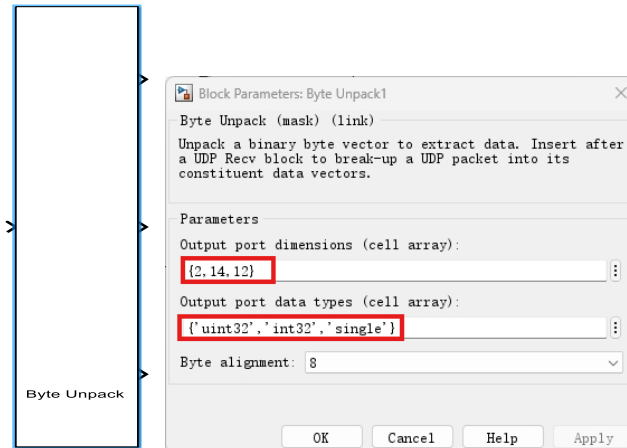 Byte Unpack
Block Parameters: Byte Unpack1
Byte Unpack (mask) (link)
Unpack a binary byte vector to extract data. Insert after
a UDP Recv block to break-up a UDP packet into its
constituent data vectors.
Parameters
Output port dimensions (cell array):
{2,14,12}
Output port data types (cell array):
{'uint32','int32','single'}
Byte alignment: 8
OK Cancel Help Apply